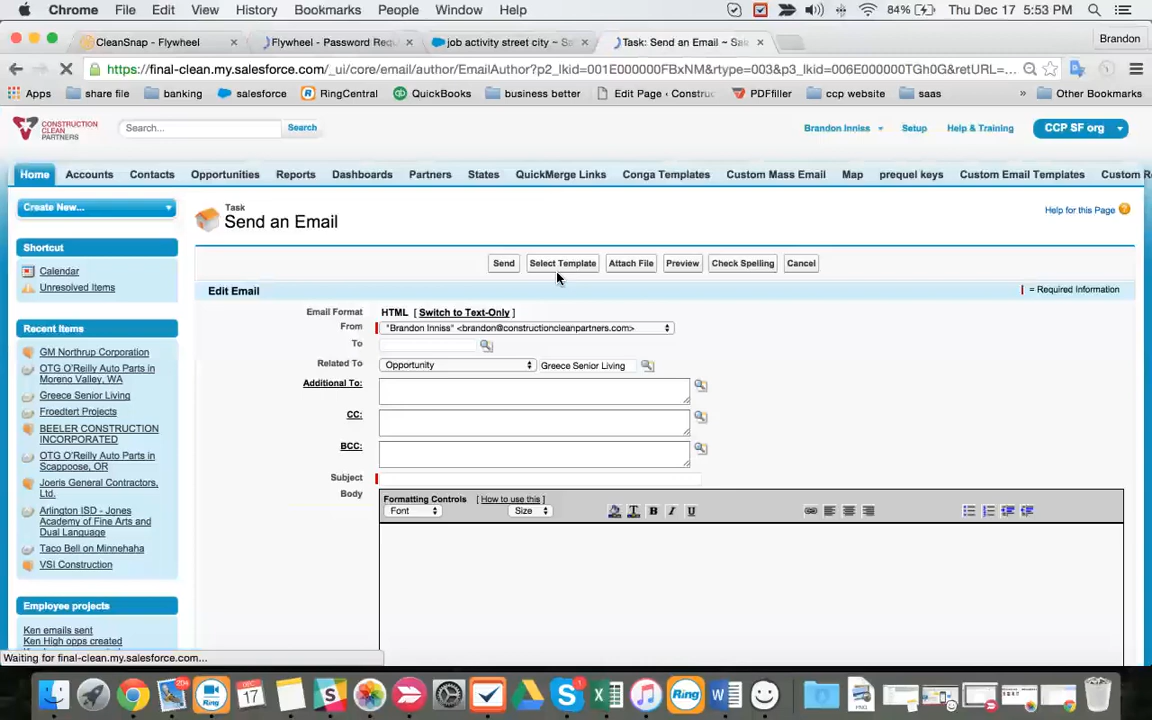 Chrome File Edit View History Bookmarks People Window Help 84% Thu Dec 17 5:53 PM
CleanSnap - Flywheel × Flywheel - Password Req × job activity street city ~ Sa × Task: Send an Email ~ Sal × Brandon
https://final-clean.my.salesforce.com/_ui/core/email/author/EmailAuthor?p2_lkid=001E000000FBxNM&rtype=003&p3_lkid=006E000000TGh0G&retURL=...
Apps share file banking salesforce RingCentral QuickBooks business better Edit Page - Construc PDFfiller ccp website saas » Other Bookmarks
CONSTRUCTION
CLEAN
PARTNERS
Search... Search Brandon Inniss Setup Help & Training CCP SF org
Home Accounts Contacts Opportunities Reports Dashboards Partners States QuickMerge Links Conga Templates Custom Mass Email Map prequel keys Custom Email Templates Custom R
Create New...
Task
Send an Email
Help for this Page
Shortcut
Calendar
Unresolved Items
Send Select Template Attach File Preview Check Spelling Cancel
Edit Email
= Required Information
Email Format HTML [ Switch to Text-Only ]
From "Brandon Inniss" <brandon@constructioncleanpartners.com>
To
Related To Opportunity Greece Senior Living
Additional To:
CC:
BCC:
Subject
Body
Formatting Controls [ How to use this ]
Font Size B I U
Recent Items
GM Northrup Corporation
OTG O'Reilly Auto Parts in
Moreno Valley, WA
Greece Senior Living
Froedtert Projects
BEELER CONSTRUCTION
INCORPORATED
OTG O'Reilly Auto Parts in
Scappoose, OR
Joeris General Contractors,
Ltd.
Arlington ISD - Jones
Academy of Fine Arts and
Dual Language
Taco Bell on Minnehaha
VSI Construction
Employee projects
Ken emails sent
Ken High opps created
Waiting for final-clean.my.salesforce.com...